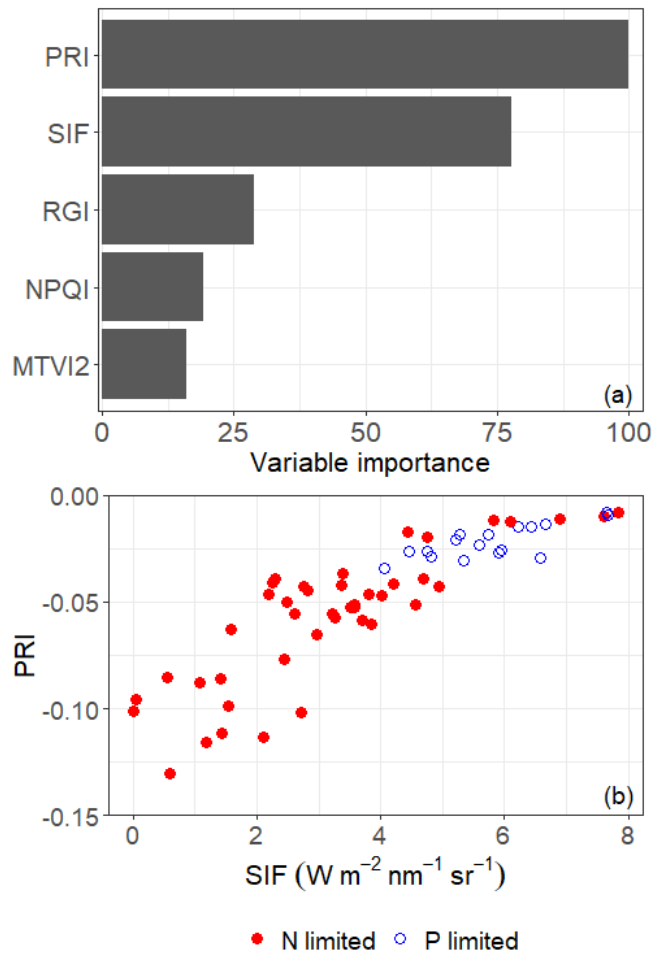 PRI
SIF
RGI
NPQI
MTVI2
(a)
0 25 50 75 100
Variable importance
0.00
-0.05
-0.10
-0.15
PRI
(b)
0 2 4 6 8
SIF (W m⁻² nm⁻¹ sr⁻¹)
N limited P limited